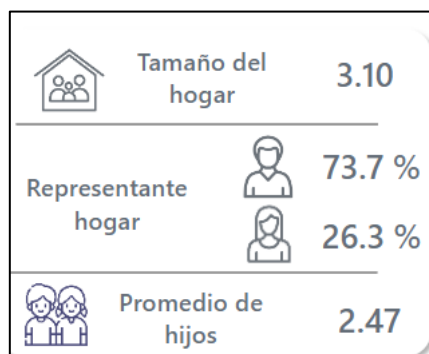 Tamaño del
hogar
3.10
Representante
hogar
73.7 %
26.3 %
Promedio de
hijos
2.47